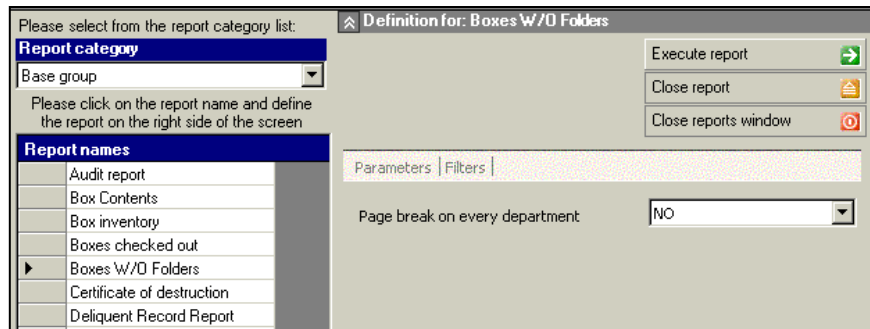 Please select from the report category list:
Report category
Base group
Please click on the report name and define
the report on the right side of the screen
Report names
Audit report
Box Contents
Box inventory
Boxes checked out
Boxes W/O Folders
Certificate of destruction
Deliquent Record Report
Definition for: Boxes W/O Folders
Execute report
Close report
Close reports window
Parameters | Filters |
Page break on every department
NO